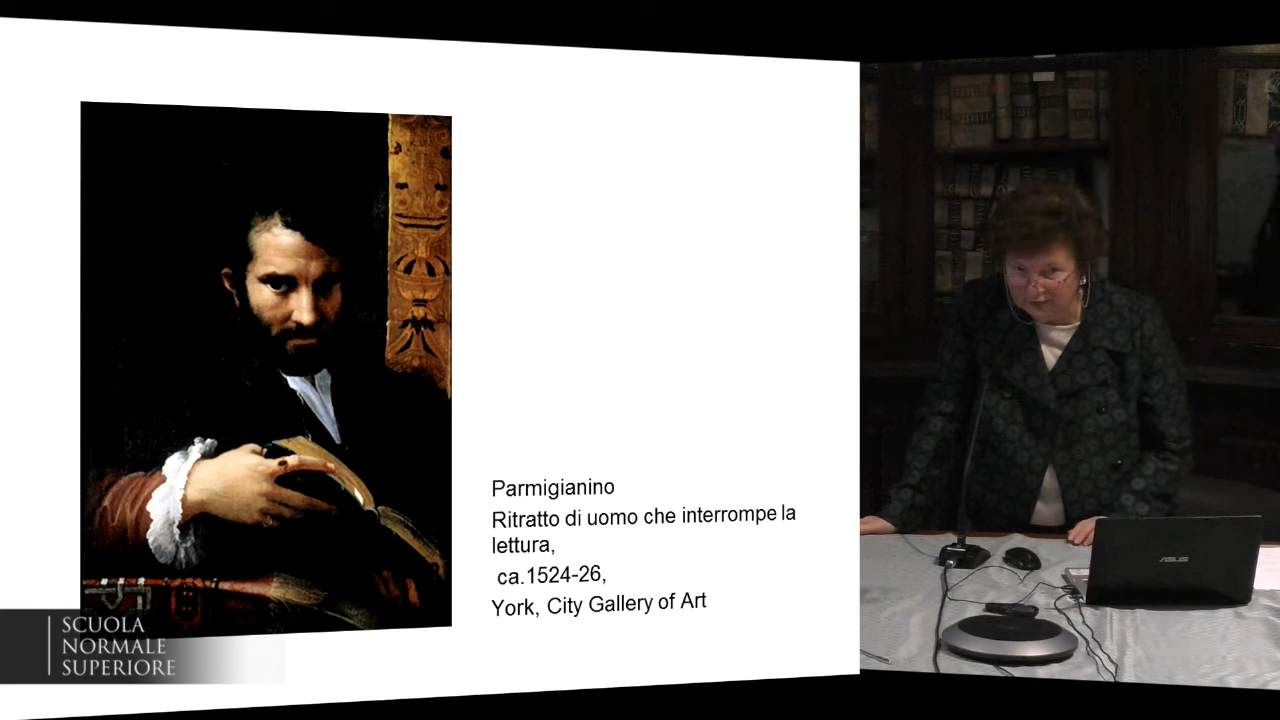 Parmigianino
Ritratto di uomo che interrompe la
lettura,
ca.1524-26,
York, City Gallery of Art
SCUOLA
NORMALE
SUPERIORE
ASUS